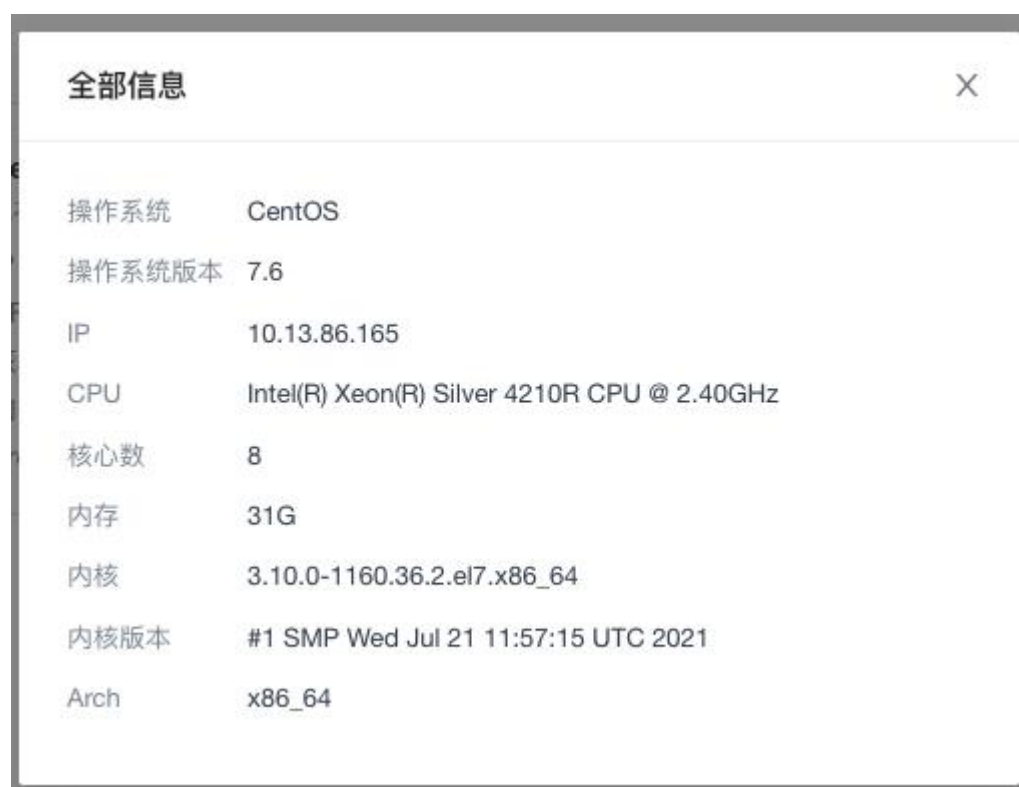 全部信息
操作系统 CentOS
操作系统版本 7.6
IP 10.13.86.165
CPU Intel(R) Xeon(R) Silver 4210R CPU @ 2.40GHz
核心数 8
内存 31G
内核 3.10.0-1160.36.2.el7.x86_64
内核版本 #1 SMP Wed Jul 21 11:57:15 UTC 2021
Arch x86_64